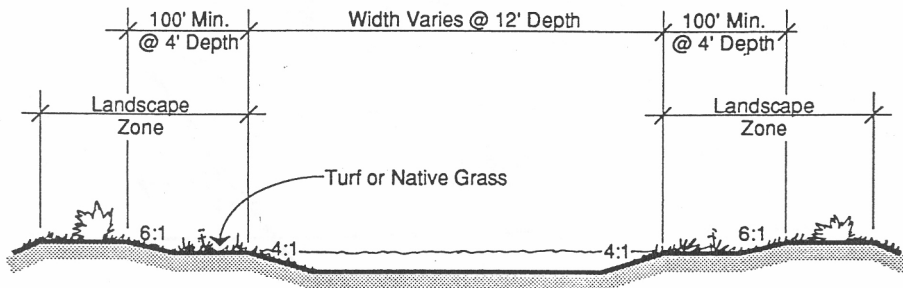 100' Min.
@ 4' Depth
Width Varies @ 12' Depth
100' Min.
@ 4' Depth
Landscape
Zone
Landscape
Zone
Turf or Native Grass
6:1
4:1
4:1
6:1